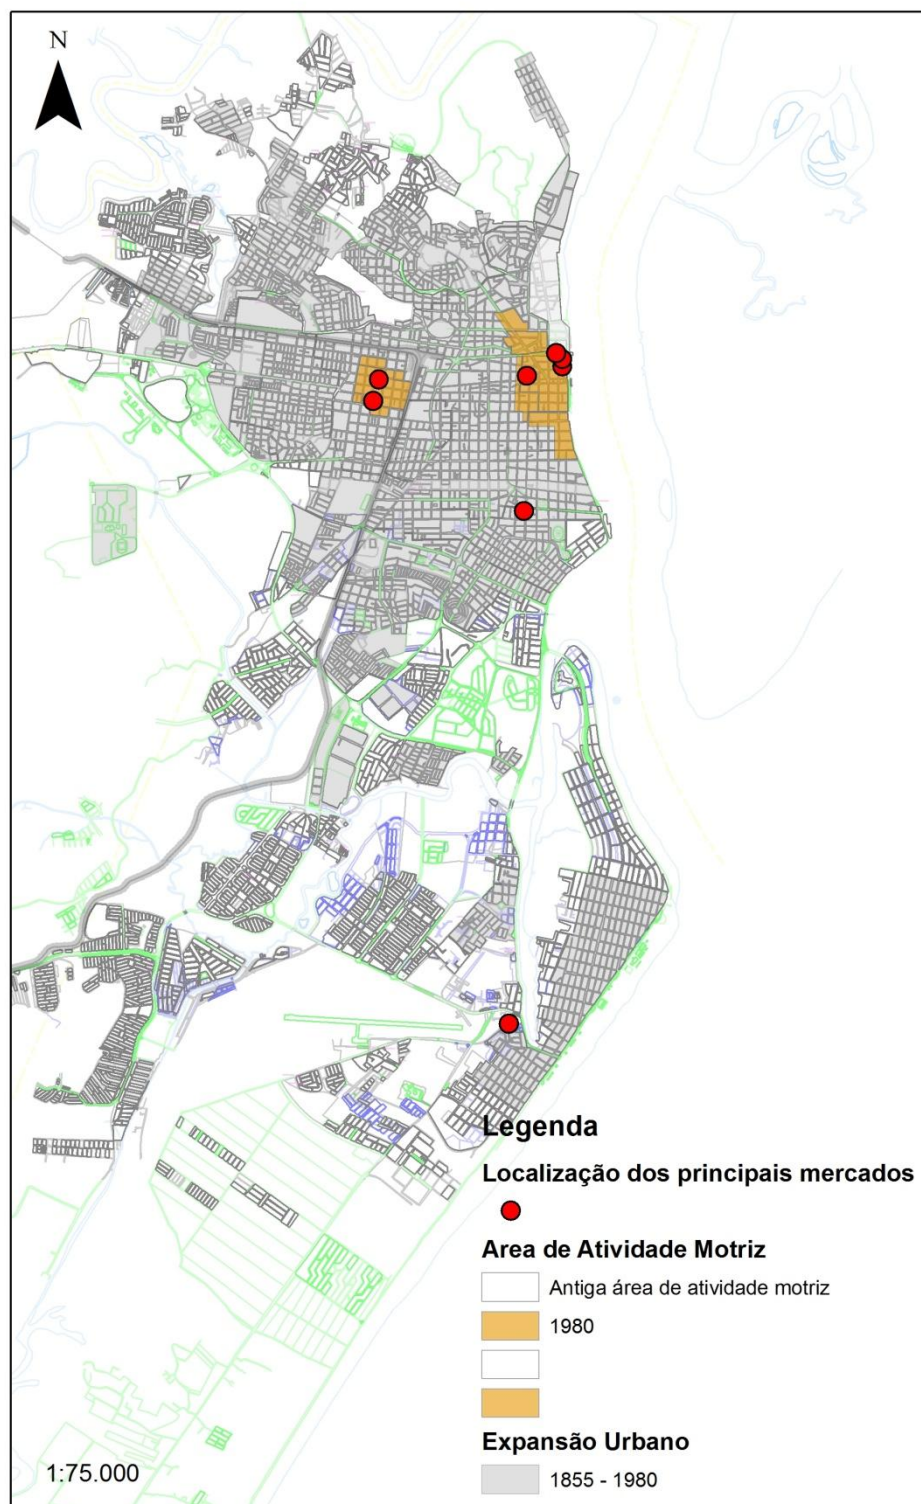 N
Legenda
Localização dos principais mercados
Area de Atividade Motriz
Antiga área de atividade motriz
1980
Expansão Urbano
1855 - 1980
1:75.000